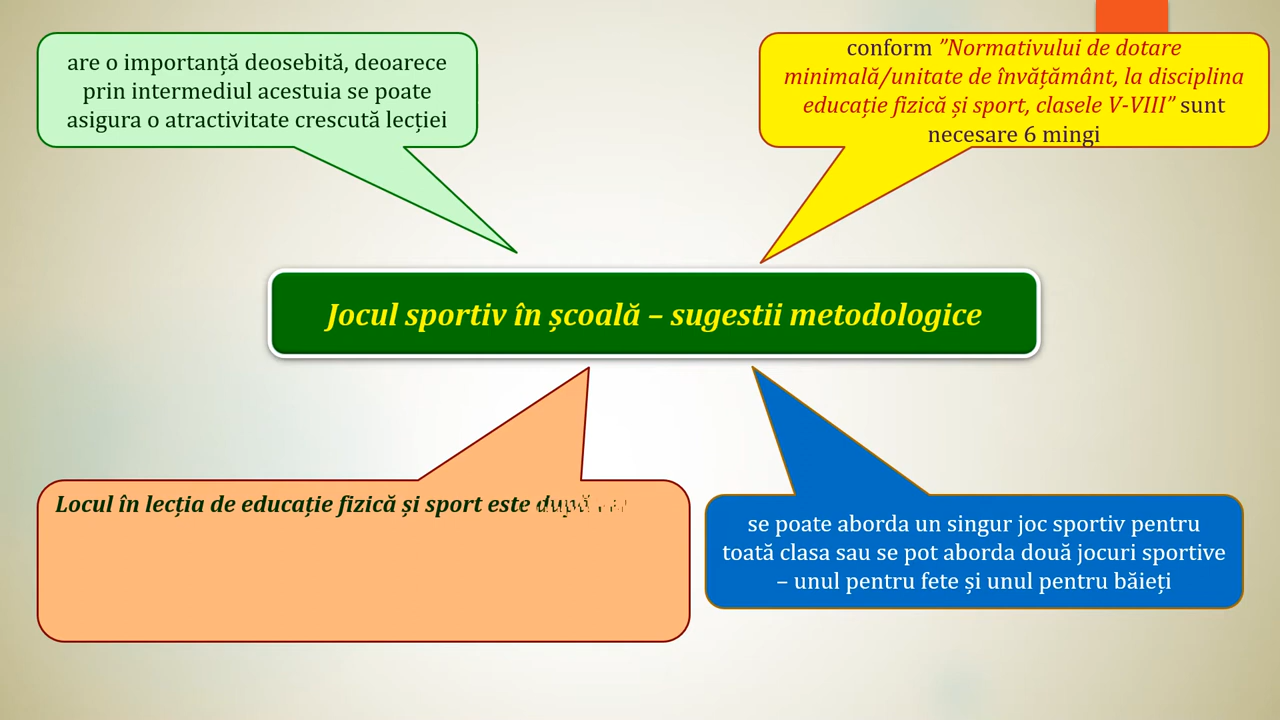 are o importanță deosebită, deoarece
prin intermediul acestuia se poate
asigura o atractivitate crescută lecției
conform ”Normativului de dotare
minimală/unitate de învățământ, la disciplina
educație fizică și sport, clasele V-VIII” sunt
necesare 6 mingi
Jocul sportiv în școală – sugestii metodologice
Locul în lecția de educație fizică și sport este
se poate aborda un singur joc sportiv pentru
toată clasa sau se pot aborda două jocuri sportive
– unul pentru fete și unul pentru băieți